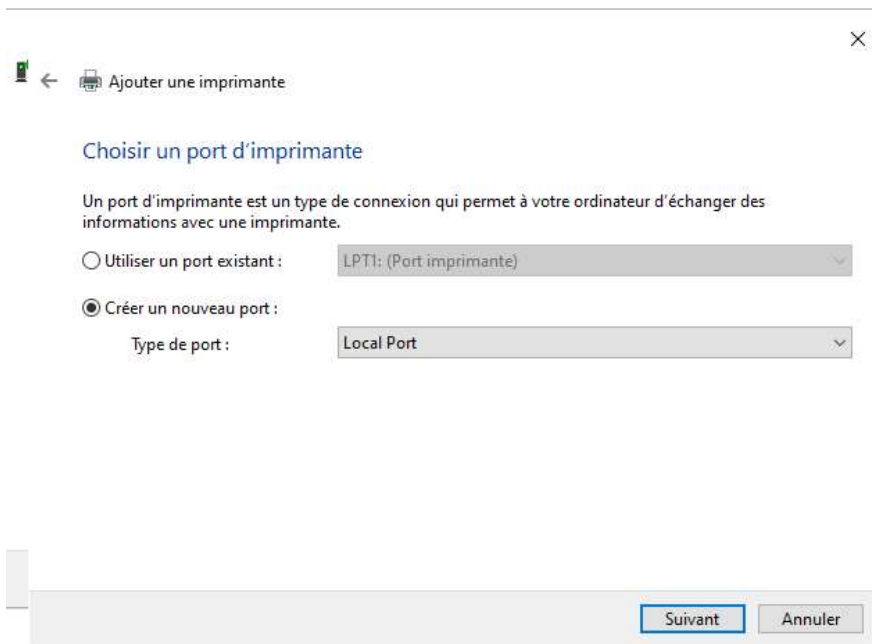 Ajouter une imprimante
Choisir un port d'imprimante
Un port d'imprimante est un type de connexion qui permet à votre ordinateur d'échanger des
informations avec une imprimante.
Utiliser un port existant : LPT1: (Port imprimante)
Créer un nouveau port :
Type de port : Local Port
Suivant Annuler